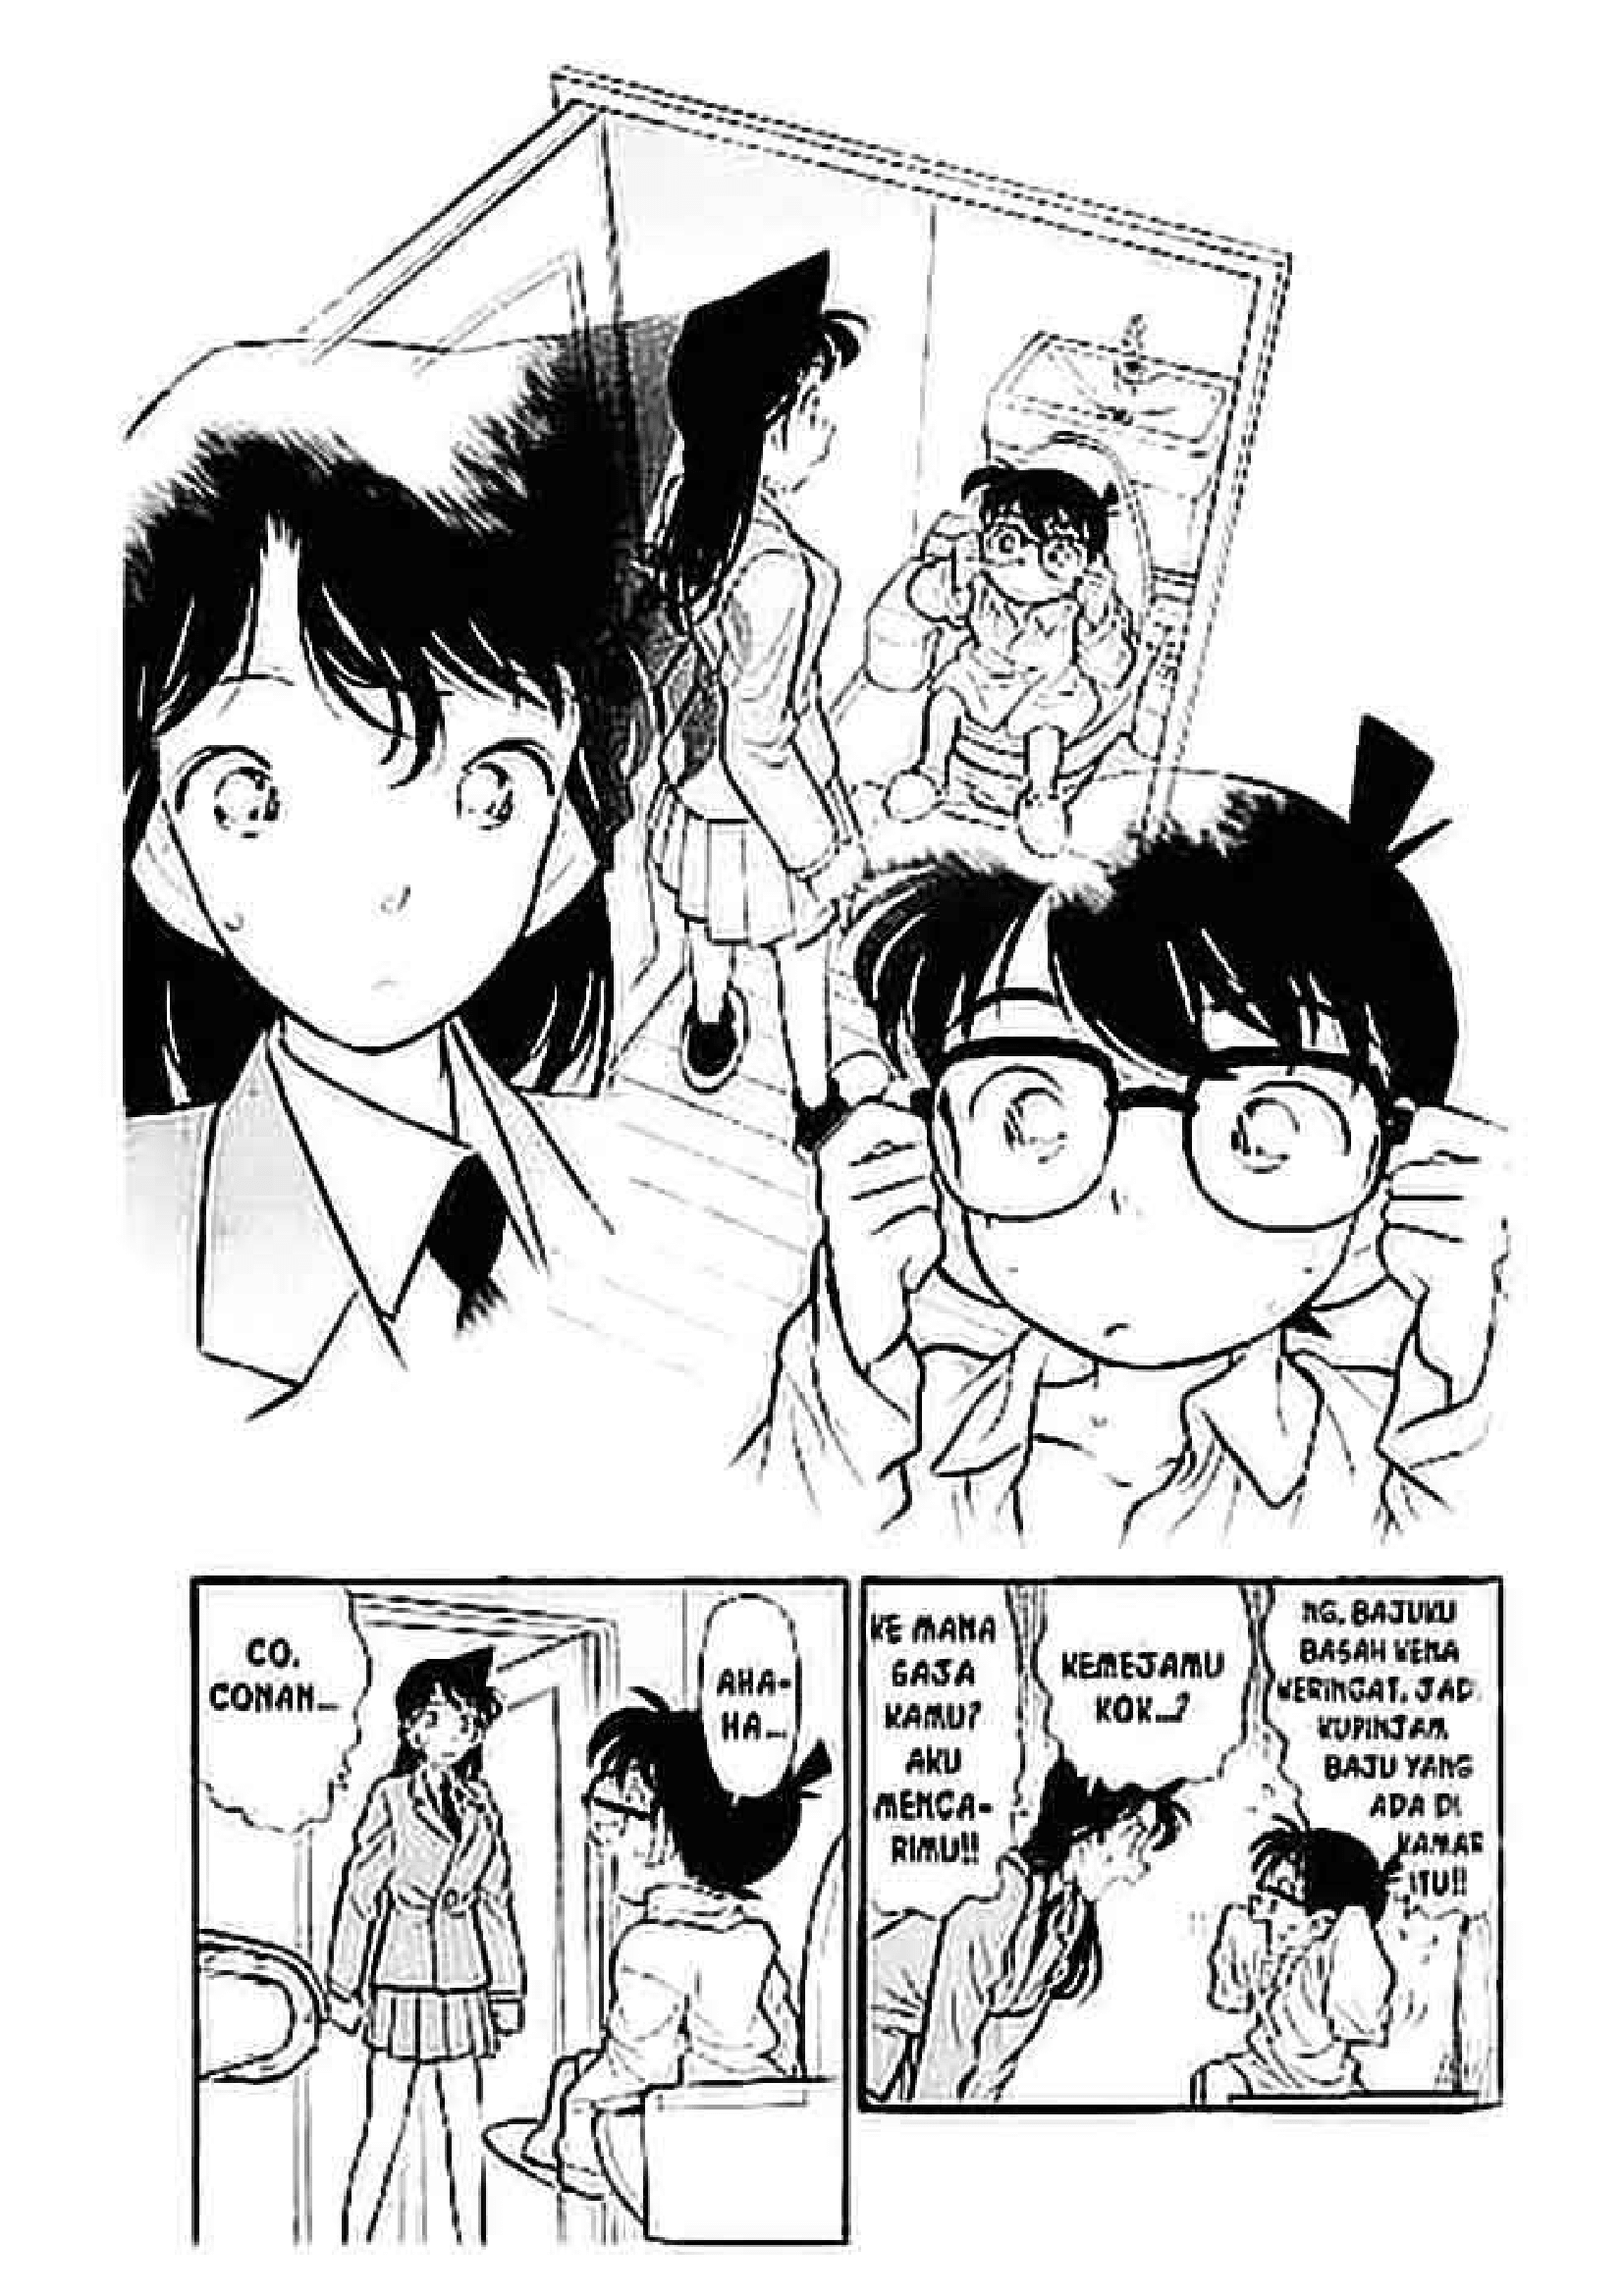 CO,
CONAN...
AHA-
HA...
KE MANA
SAJA
KAMU?
AKU
MENCA-
RIMU!!
KEMEJAMU
KOK...?
NG, BAJUKU
BASAH KENA
KERINGAT, JADI
KUPINJAM
BAJU YANG
ADA DI
KAMAR
ITU!!